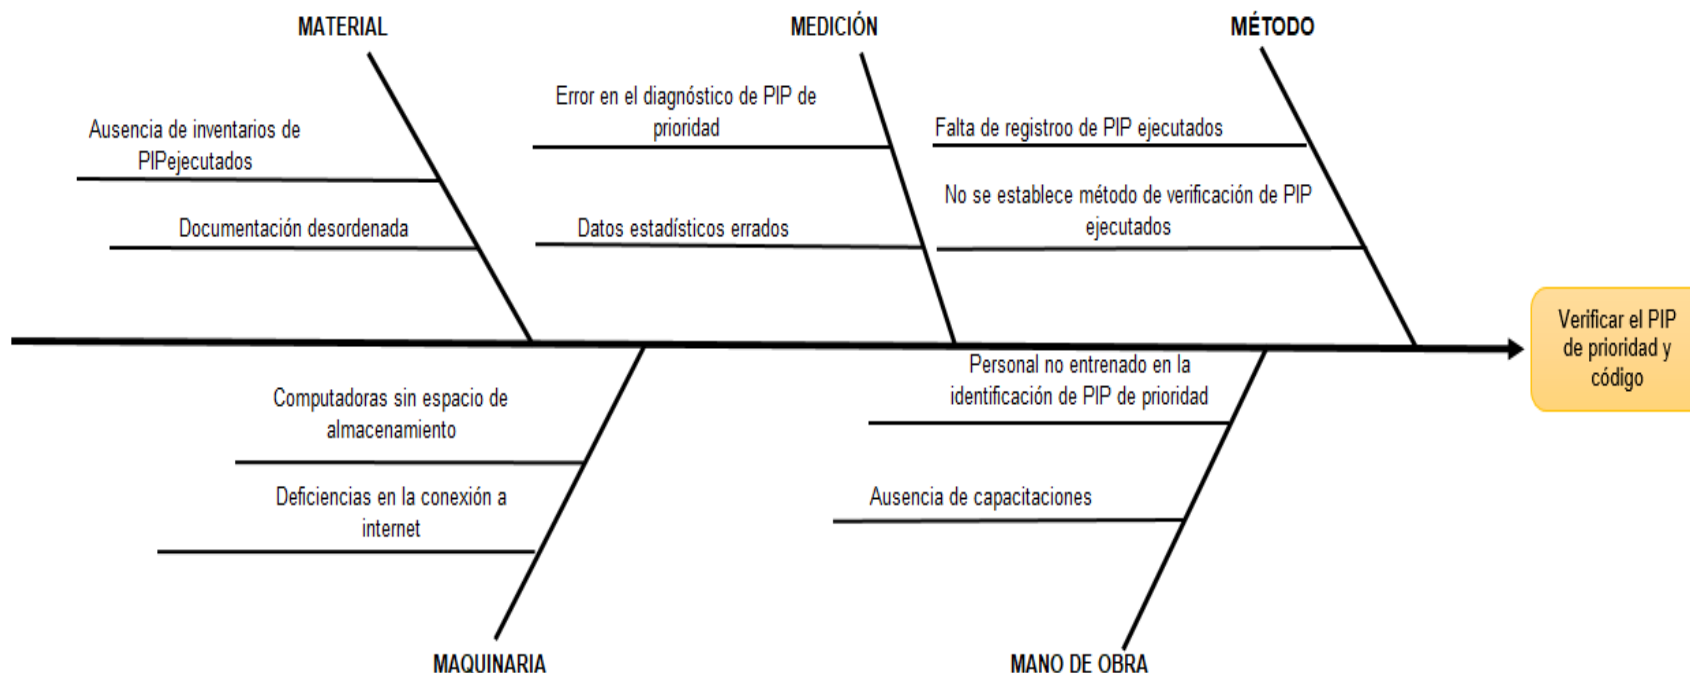 MATERIAL
MEDICIÓN
MÉTODO
Ausencia de inventarios de
PIPejecutados
Documentación desordenada
Error en el diagnóstico de PIP de
prioridad
Datos estadísticos errados
Falta de registroo de PIP ejecutados
No se establece método de verificación de PIP
ejecutados
Verificar el PIP
de prioridad y
código
Computadoras sin espacio de
almacenamiento
Deficiencias en la conexión a
internet
Personal no entrenado en la
identificación de PIP de prioridad
Ausencia de capacitaciones
MAQUINARIA
MANO DE OBRA